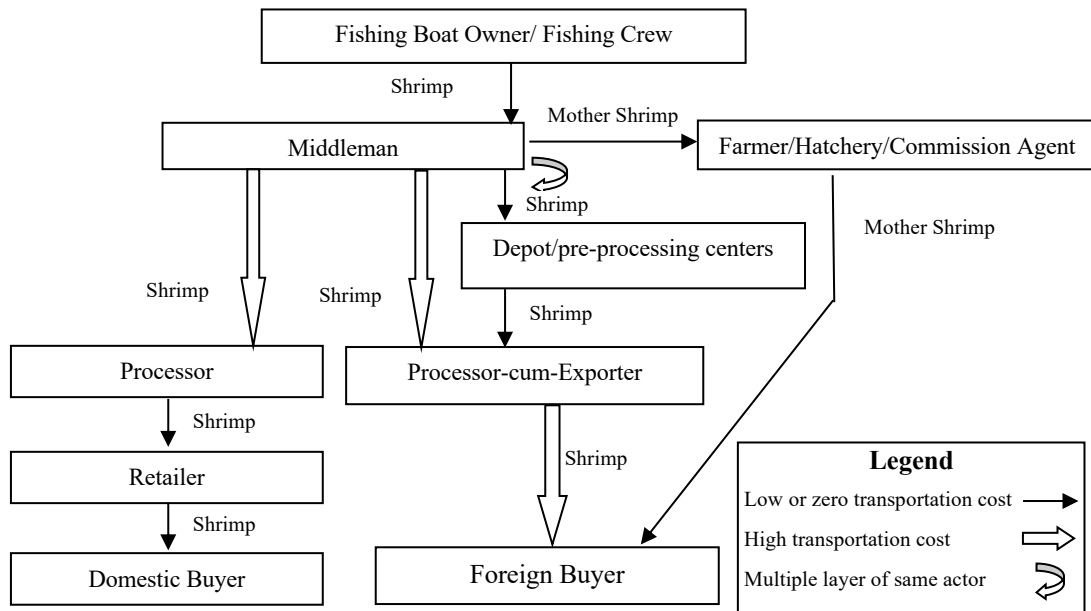 Fishing Boat Owner/ Fishing Crew
Shrimp
Mother Shrimp
Middleman
Farmer/Hatchery/Commission Agent
Shrimp
Mother Shrimp
Depot/pre-processing centers
Shrimp
Shrimp
Shrimp
Processor
Processor-cum-Exporter
Shrimp
Shrimp
Retailer
Shrimp
Domestic Buyer
Foreign Buyer
Legend
Low or zero transportation cost
High transportation cost
Multiple layer of same actor